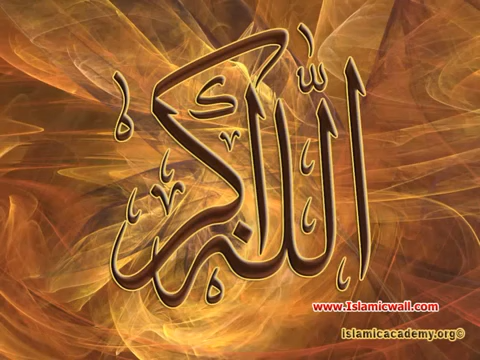 الله اكبر
www.Islamicwall.com
islamicacademy.org©